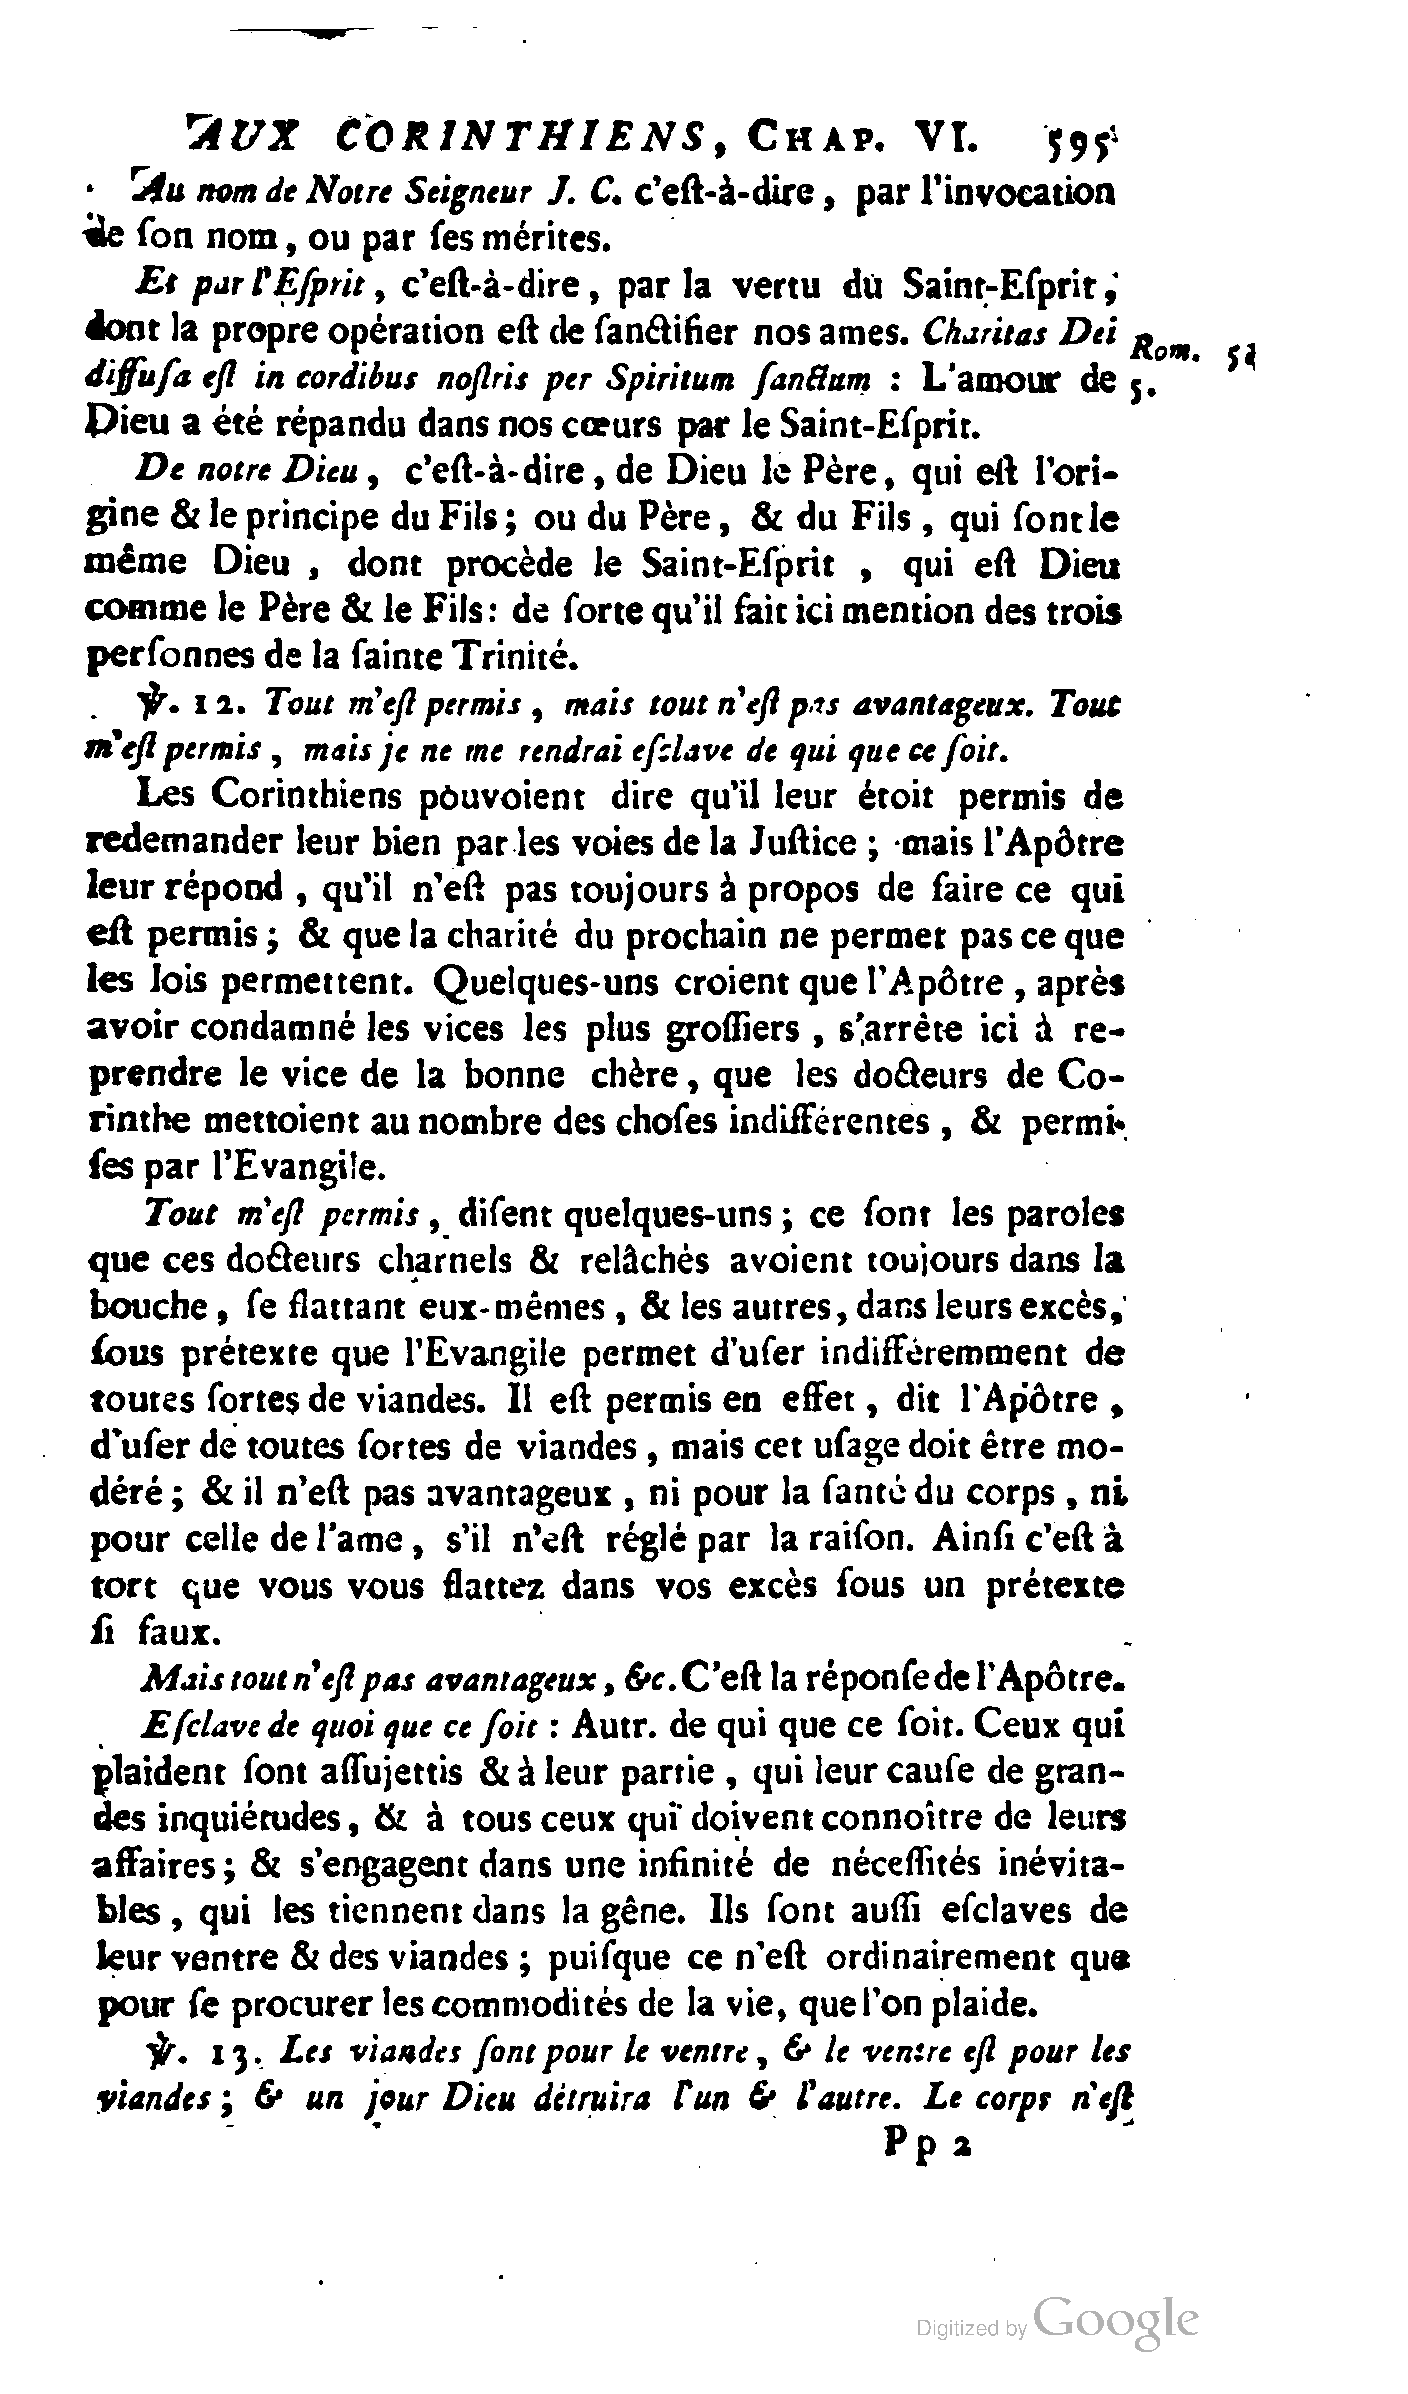 AUX CORINTHIENS, CHAP. VI. 595
Au nom de Notre Seigneur J. C. c'eſt-à-dire, par l'invocation
de ſon nom, ou par ſes mérites.
Et par l'Eſprit, c'eſt-à-dire, par la vertu du Saint-Eſprit,
dont la propre opération eſt de ſanctifier nos ames. Charitas Dei
Rom. 5.
diffuſa eſt in cordibus noſtris per Spiritum ſanctum : L'amour de
5.
Dieu a été répandu dans nos cœurs par le Saint-Eſprit.
De notre Dieu, c'eſt-à-dire, de Dieu le Père, qui eſt l'ori-
gine & le principe du Fils; ou du Père, & du Fils, qui ſont le
même Dieu, dont procède le Saint-Eſprit, qui eſt Dieu
comme le Père & le Fils: de ſorte qu'il fait ici mention des trois
perſonnes de la ſainte Trinité.
℣. 12. Tout m'eſt permis, mais tout n'eſt pas avantageux. Tout
m'eſt permis, mais je ne me rendrai eſclave de qui que ce ſoit.
Les Corinthiens pouvoient dire qu'il leur étoit permis de
redemander leur bien par les voies de la Juſtice; mais l'Apôtre
leur répond, qu'il n'eſt pas toujours à propos de faire ce qui
eſt permis; & que la charité du prochain ne permet pas ce que
les lois permettent. Quelques-uns croient que l'Apôtre, après
avoir condamné les vices les plus groſſiers, s'arrête ici à re-
prendre le vice de la bonne chère, que les docteurs de Co-
rinthe mettoient au nombre des choſes indifférentes, & permi-
ſes par l'Evangile.
Tout m'eſt permis, diſent quelques-uns; ce ſont les paroles
que ces docteurs charnels & relâchés avoient toujours dans la
bouche, ſe flattant eux-mêmes, & les autres, dans leurs excès,
ſous prétexte que l'Evangile permet d'uſer indifféremment de
toutes ſortes de viandes. Il eſt permis en effet, dit l'Apôtre,
d'uſer de toutes ſortes de viandes, mais cet uſage doit être mo-
déré; & il n'eſt pas avantageux, ni pour la ſanté du corps, ni
pour celle de l'ame, s'il n'eſt réglé par la raiſon. Ainſi c'eſt à
tort que vous vous flattez dans vos excès ſous un prétexte
ſi faux.
Mais tout n'eſt pas avantageux, &c. C'eſt la réponſe de l'Apôtre.
Eſclave de quoi que ce ſoit : Autr. de qui que ce ſoit. Ceux qui
plaident ſont aſſujettis & à leur partie, qui leur cauſe de gran-
des inquiétudes, & à tous ceux qui doivent connoître de leurs
affaires; & s'engagent dans une infinité de néceſſités inévita-
bles, qui les tiennent dans la gêne. Ils ſont auſſi eſclaves de
leur ventre & des viandes; puiſque ce n'eſt ordinairement que
pour ſe procurer les commodités de la vie, que l'on plaide.
℣. 13. Les viandes ſont pour le ventre, & le ventre eſt pour les
viandes; & un jour Dieu détruira l'un & l'autre. Le corps n'eſt
Pp 2
Digitized by Google